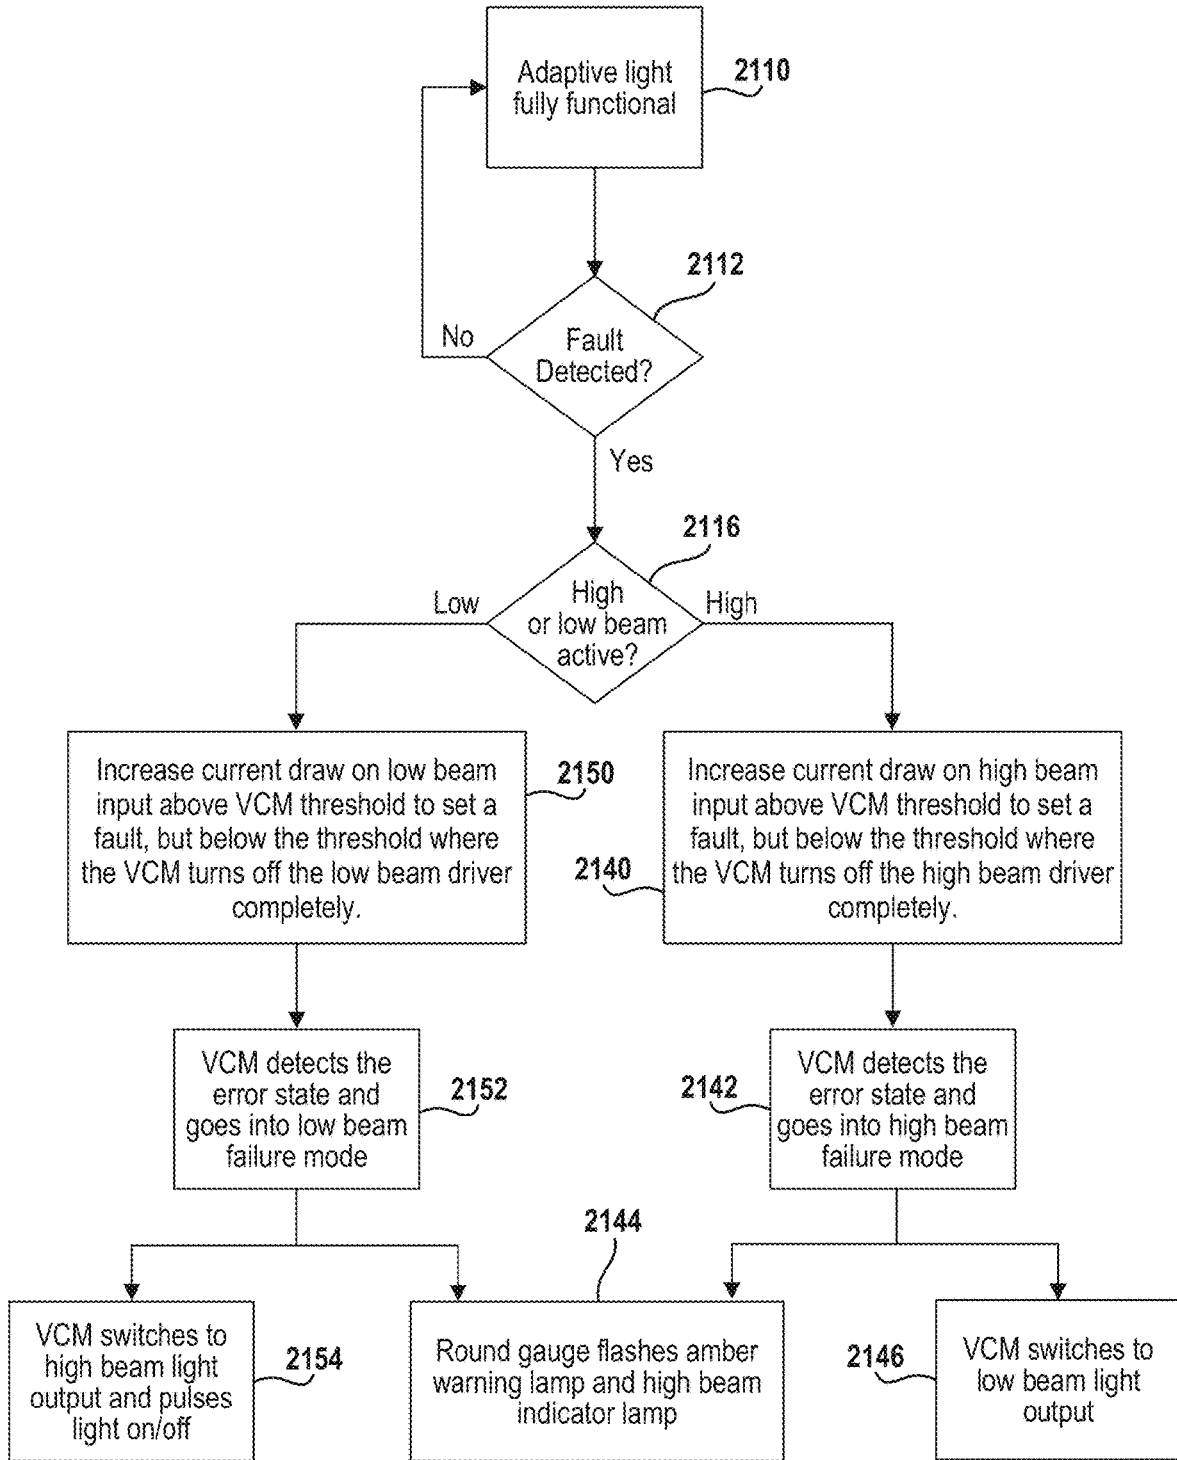 Adaptive light
fully functional
2110
2112
Fault
Detected?
No
Yes
2116
High
or low beam
active?
Low
High
Increase current draw on low beam
input above VCM threshold to set a
fault, but below the threshold where
the VCM turns off the low beam driver
completely.
2150
Increase current draw on high beam
input above VCM threshold to set a
fault, but below the threshold where
the VCM turns off the high beam driver
completely.
2140
VCM detects the
error state and
goes into low beam
failure mode
2152
VCM detects the
error state and
goes into high beam
failure mode
2142
2144
VCM switches to
high beam light
output and pulses
light on/off
2154
Round gauge flashes amber
warning lamp and high beam
indicator lamp
2146
VCM switches to
low beam light
output